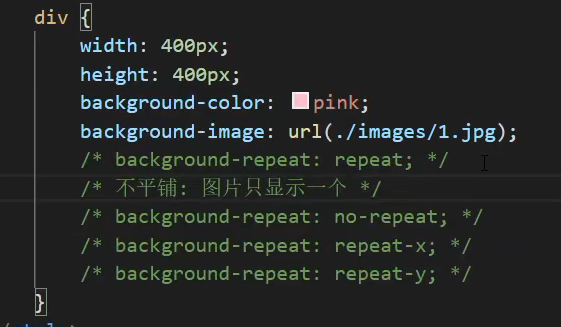 div {
width: 400px;
height: 400px;
background-color: pink;
background-image: url(./images/1.jpg);
/* background-repeat: repeat; */
/* 不平铺: 图片只显示一个 */
/* background-repeat: no-repeat; */
/* background-repeat: repeat-x; */
/* background-repeat: repeat-y; */
}